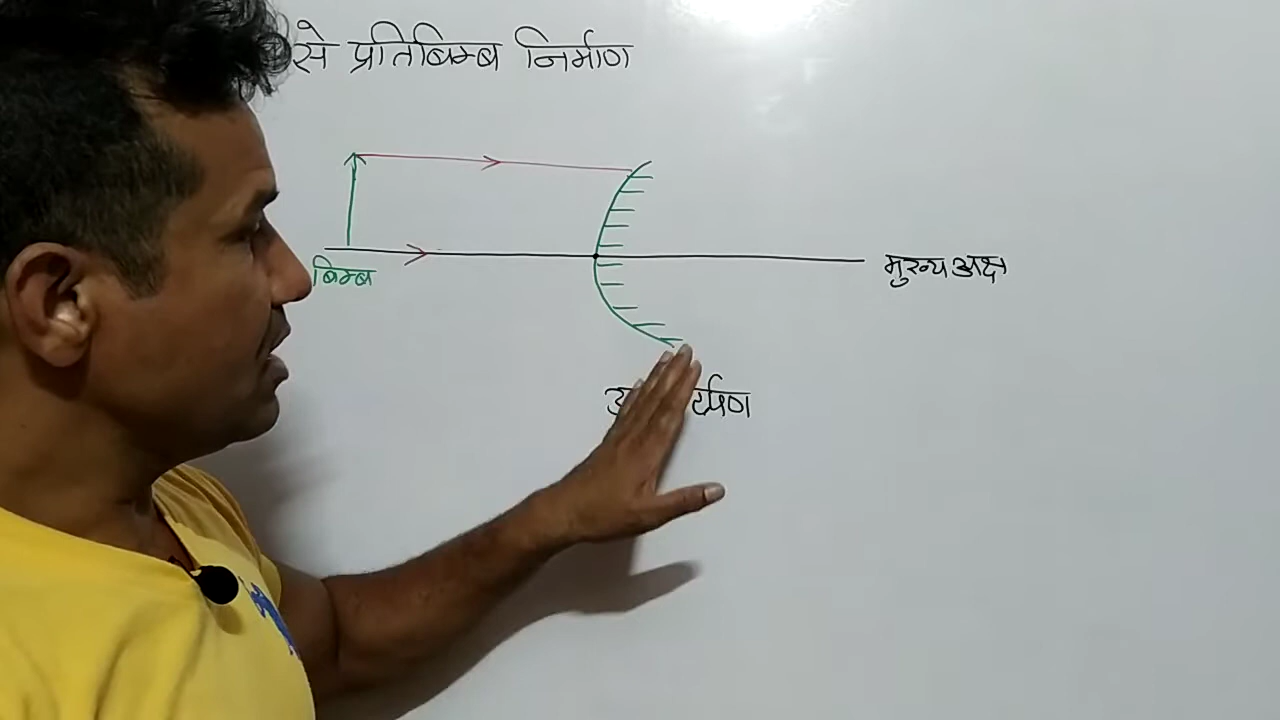 से प्रतिबिम्ब निर्माण
बिम्ब
मुख्य अक्ष
दर्पण